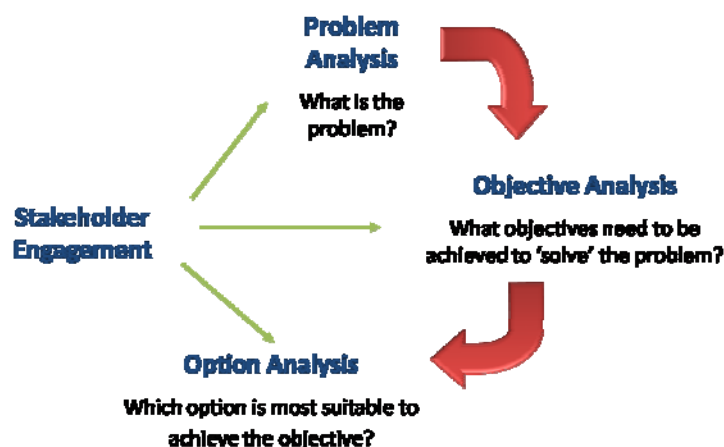 Problem
Analysis
What is the
problem?
Objective Analysis
What objectives need to be
achieved to 'solve' the problem?
Stakeholder
Engagement
Option Analysis
Which option is most suitable to
achieve the objective?